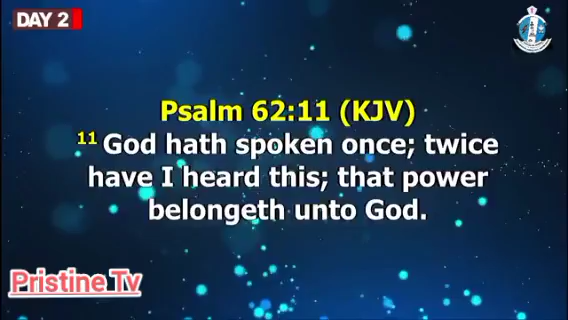 DAY 2
Psalm 62:11 (KJV)
11 God hath spoken once; twice
have I heard this; that power
belongeth unto God.
Pristine Tv